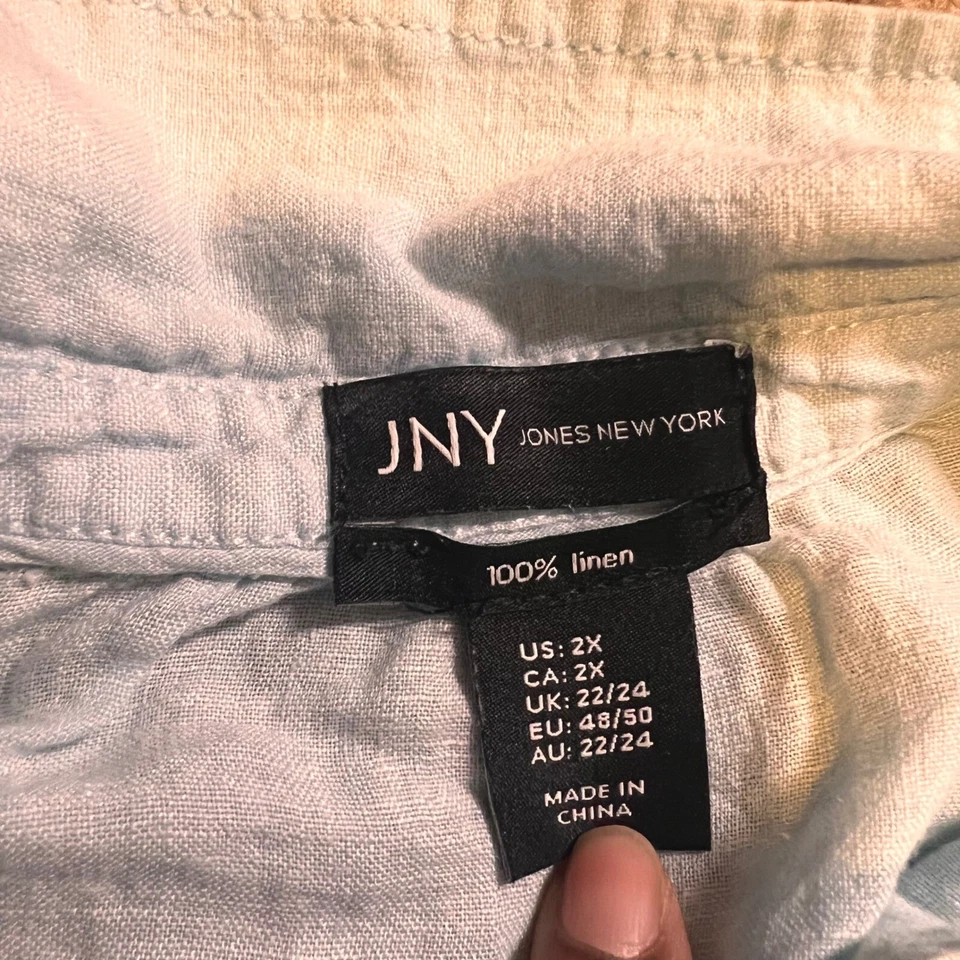 JNY JONES NEW YORK
100% linen
US: 2X
CA: 2X
UK: 22/24
EU: 48/50
AU: 22/24
MADE IN
CHINA